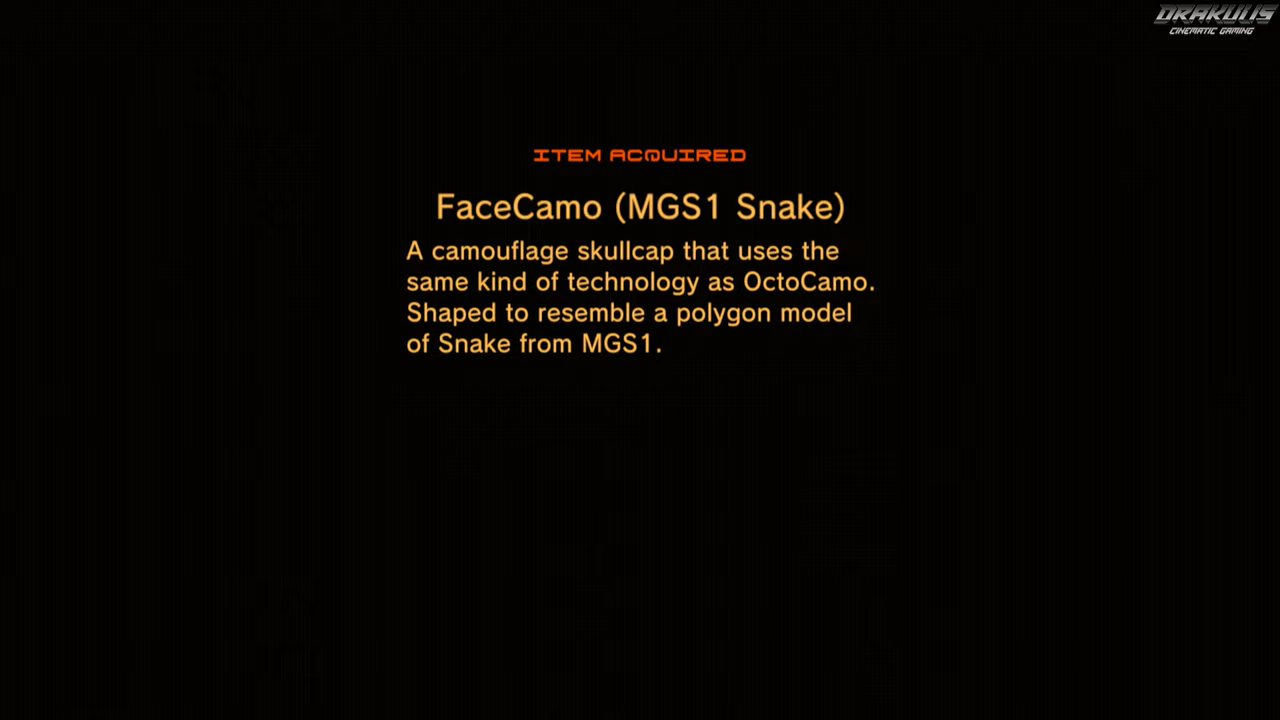 DRAKULIS
CINEMATIC GAMING
ITEM ACQUIRED
FaceCamo (MGS1 Snake)
A camouflage skullcap that uses the
same kind of technology as OctoCamo.
Shaped to resemble a polygon model
of Snake from MGS1.